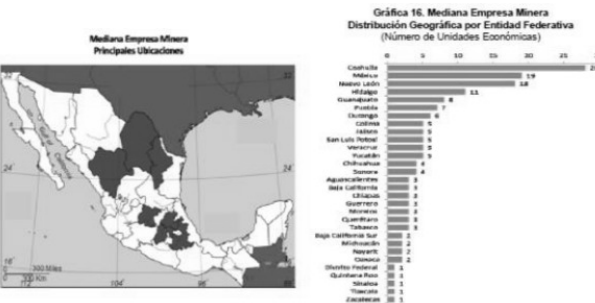 Mediana Empresa Minera
Principales Ubicaciones
32
24
24
16
300 Miles
300 Km
112
104
96
Gráfica 16. Mediana Empresa Minera
Distribución Geográfica por Entidad Federativa
(Número de Unidades Económicas)
0 5 10 15 20 25
Coahuila
México 19
Nuevo León 18
Hidalgo 11
Guanajuato 8
Puebla 7
Durango 6
Colima 5
Jalisco 5
San Luis Potosí 5
Veracruz 5
Yucatán 5
Chihuahua 4
Sonora 4
Aguascalientes 3
Baja California 3
Chiapas 3
Guerrero 3
Morelos 3
Querétaro 3
Tabasco 3
Baja California Sur 2
Michoacán 2
Nayarit 2
Oaxaca 2
Distrito Federal 1
Quintana Roo 1
Sinaloa 1
Tlaxcala 1
Zacatecas 1